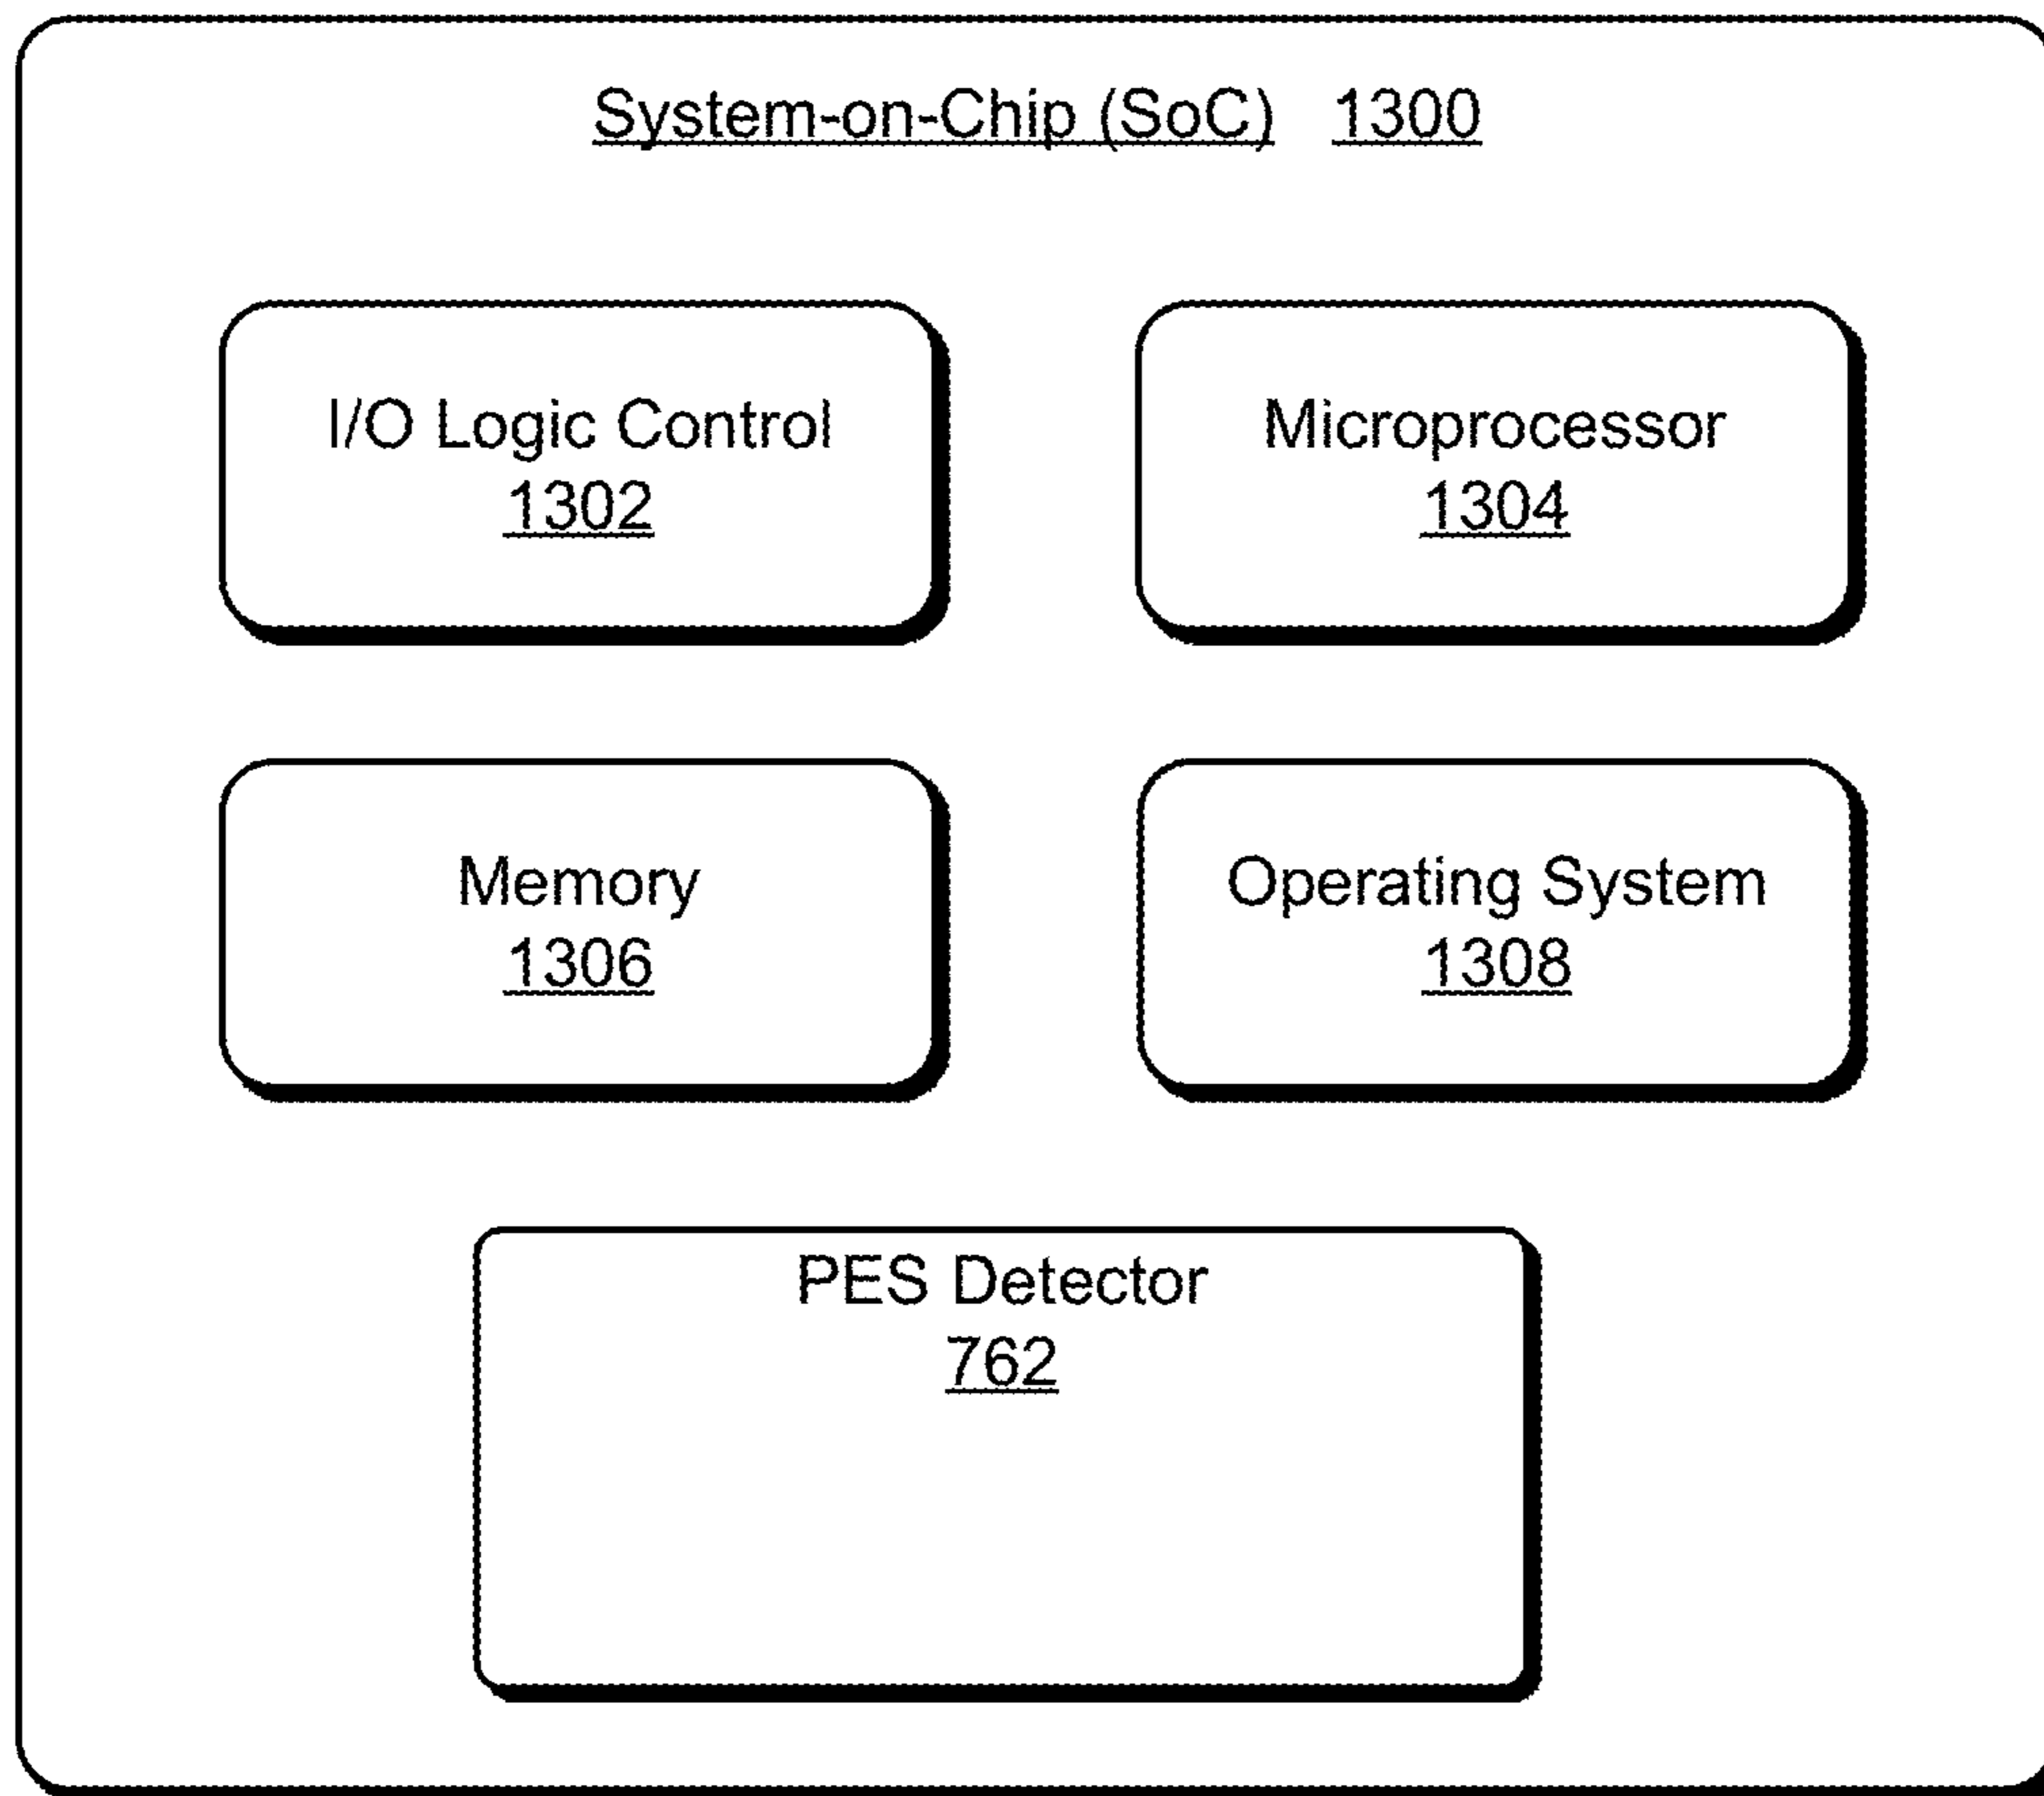 System-on-Chip (SoC) 1300
I/O Logic Control
1302
Microprocessor
1304
Memory
1306
Operating System
1308
PES Detector
762